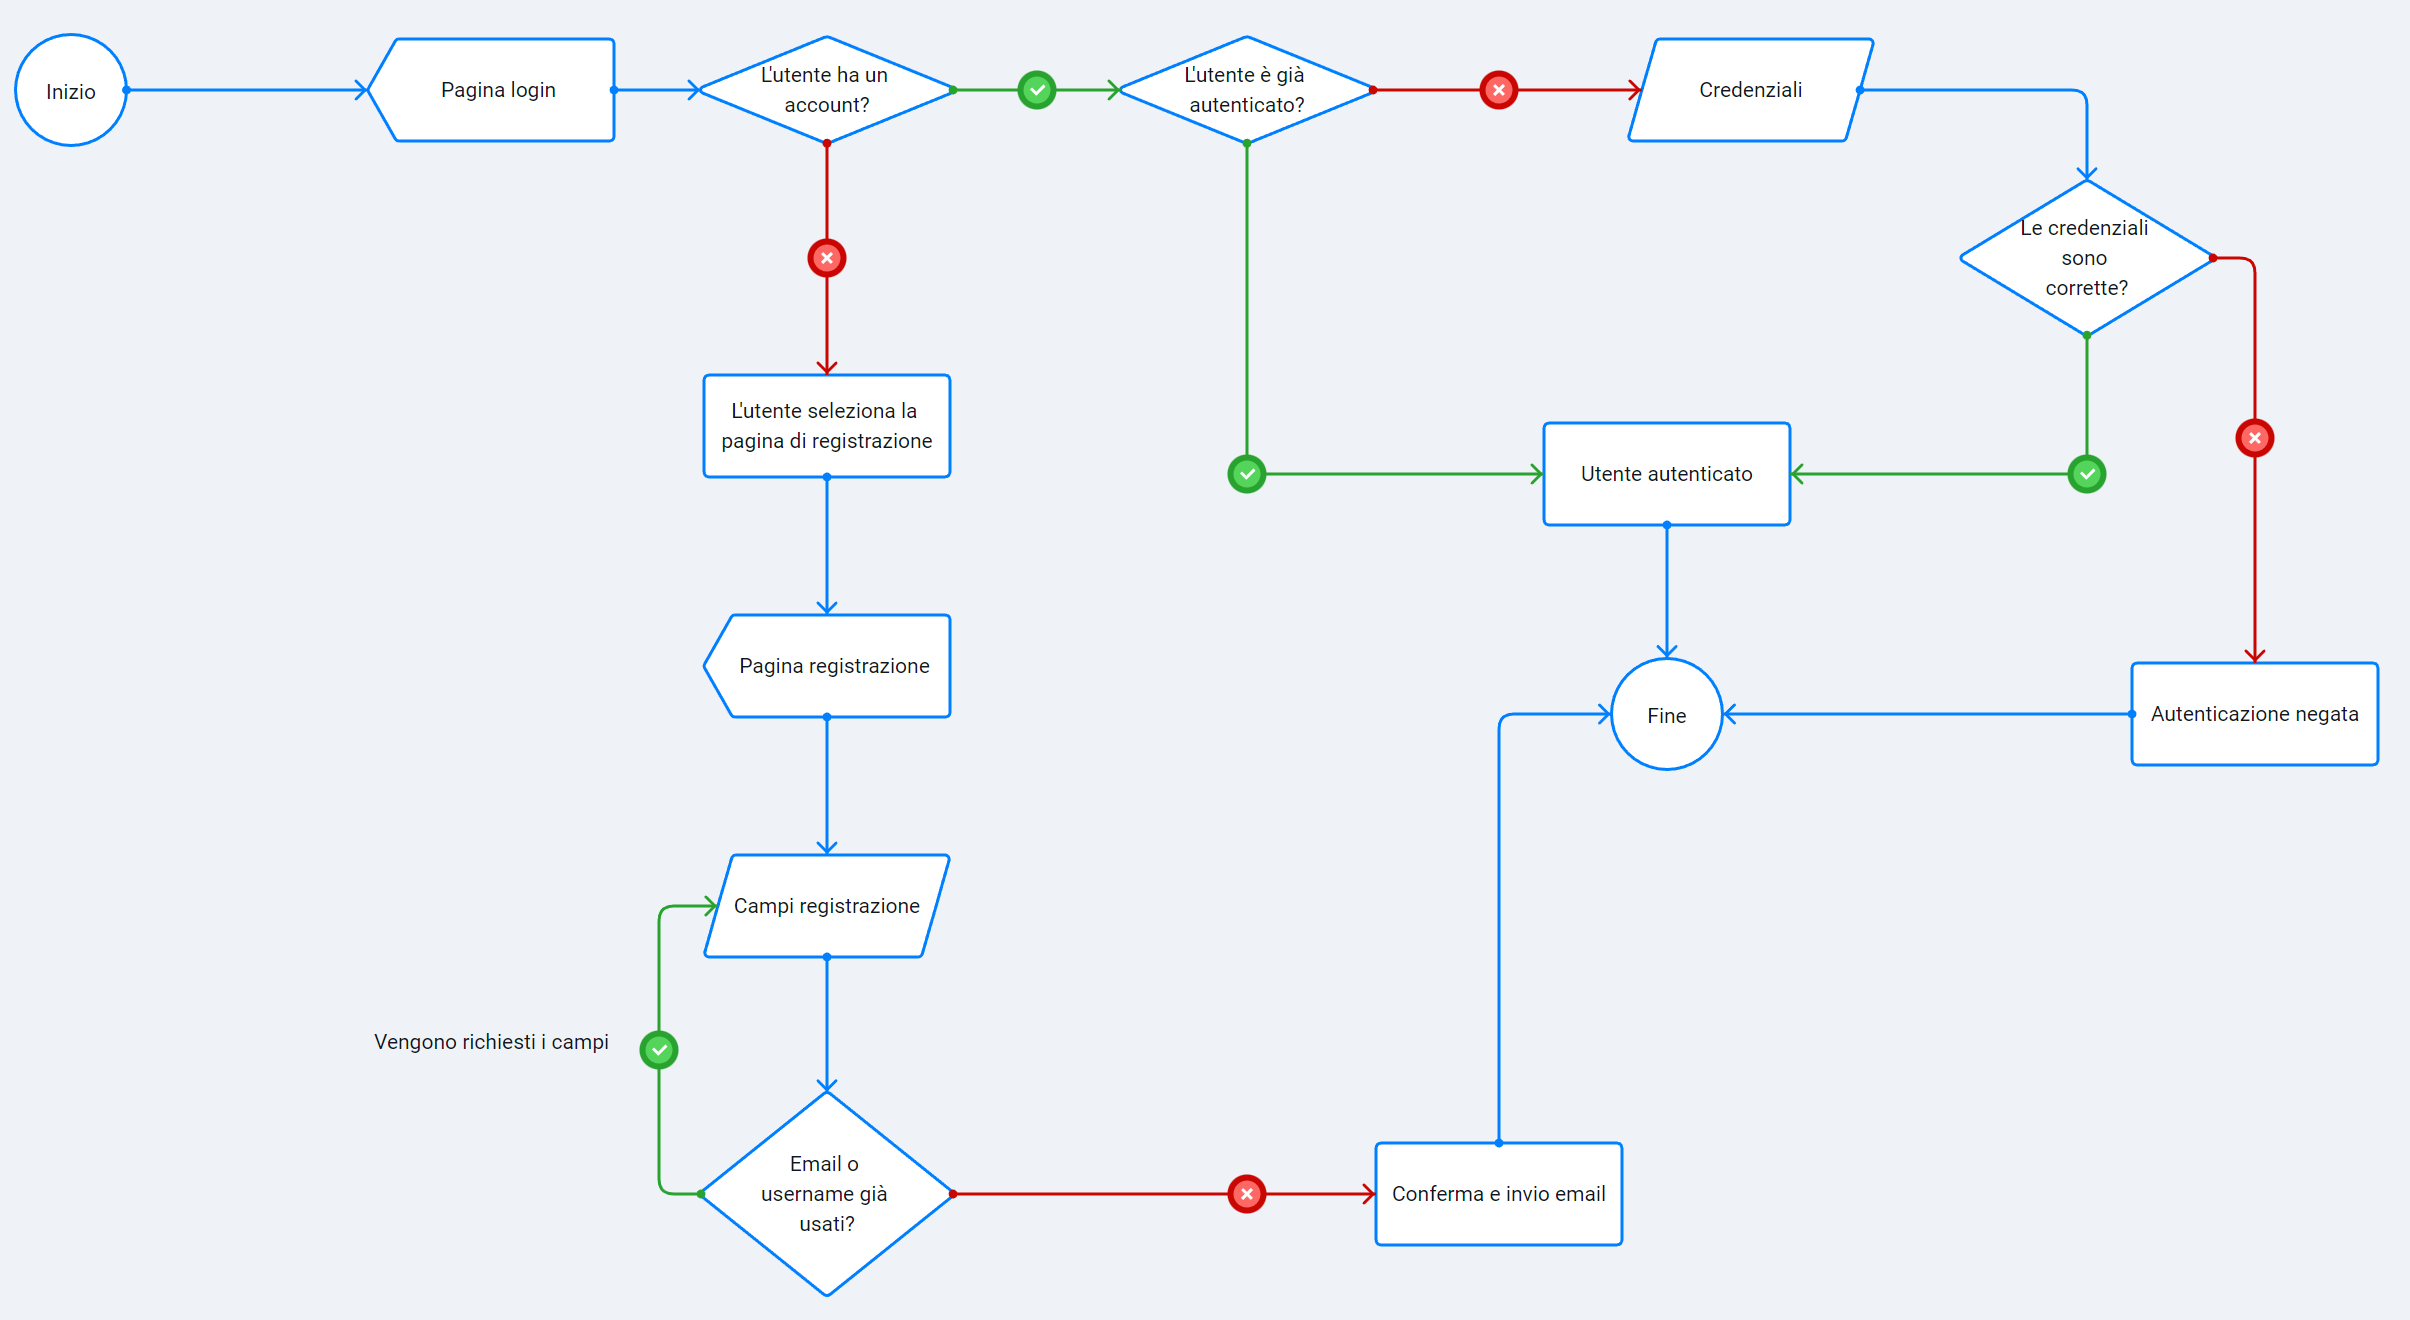 Inizio
Pagina login
L'utente ha un
account?
L'utente è già
autenticato?
Credenziali
Le credenziali
sono
corrette?
L'utente seleziona la
pagina di registrazione
Utente autenticato
Pagina registrazione
Fine
Autenticazione negata
Campi registrazione
Vengono richiesti i campi
Email o
username già
usati?
Conferma e invio email